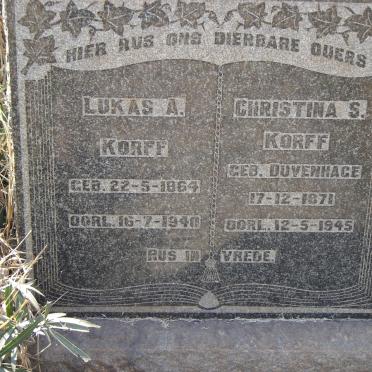 HIER RUS ONS DIERBARE OUERS
LUKAS A.
KORFF
GEB. 22-5-1864
OORL. 16-7-1940
CHRISTINA S.
KORFF
GEB. DUVENHAGE
17-12-1871
OORL. 12-5-1945
RUS IN VREDE.